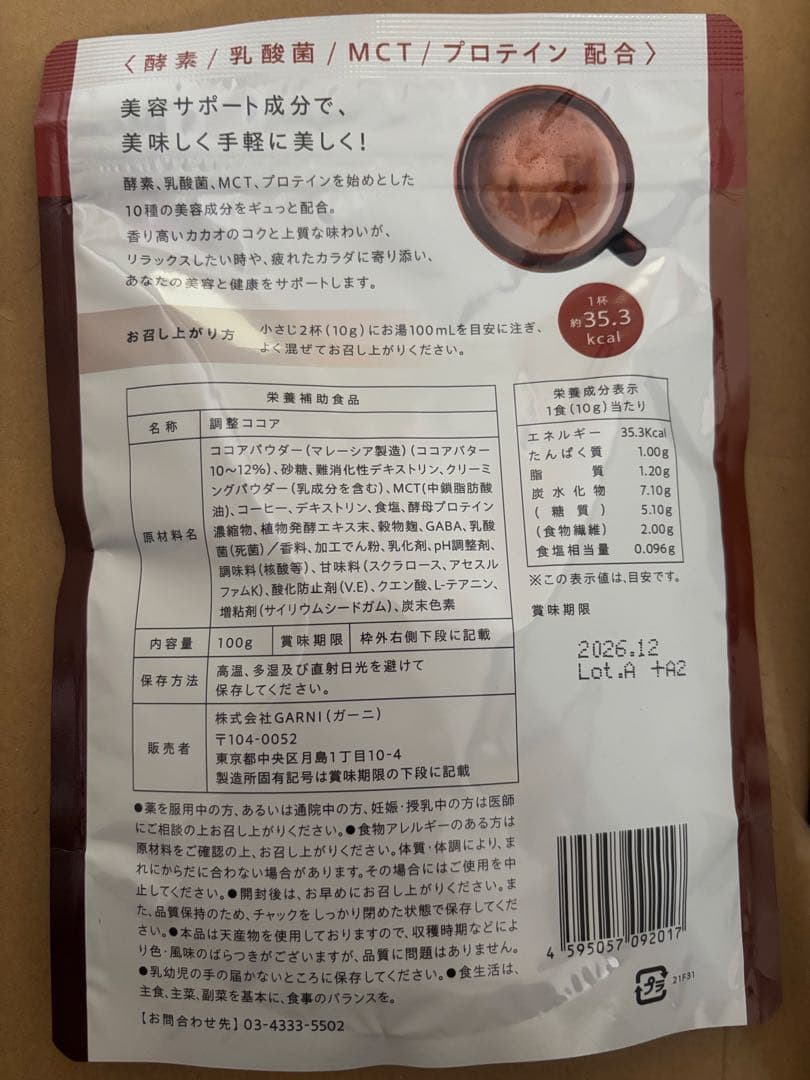 〈酵素/乳酸菌/MCT/プロテイン 配合〉
美容サポート成分で、
美味しく手軽に美しく!
酵素、乳酸菌、MCT、プロテインを始めとした
10種の美容成分をギュっと配合。
香り高いカカオのコクと上質な味わいが、
リラックスしたい時や、疲れたカラダに寄り添い、
あなたの美容と健康をサポートします。
お召し上がり方 小さじ2杯(10g)にお湯100mLを目安に注ぎ、
よく混ぜてお召し上がりください。
1杯
約35.3
kcal
栄養補助食品
名称 調整ココア
原材料名 ココアパウダー(マレーシア製造)(ココアバター
10～12%)、砂糖、難消化性デキストリン、クリーミ
ングパウダー(乳成分を含む)、MCT(中鎖脂肪酸
油)、コーヒー、デキストリン、食塩、酵母プロテイン
濃縮物、植物発酵エキス末、穀物麹、GABA、乳酸
菌(死菌)／香料、加工でん粉、乳化剤、pH調整剤、
調味料(核酸等)、甘味料(スクラロース、アセスル
ファムK)、酸化防止剤(V.E)、クエン酸、L-テアニン、
増粘剤(サイリウムシードガム)、炭末色素
内容量 100g 賞味期限 枠外右側下段に記載
保存方法 高温、多湿及び直射日光を避けて
保存してください。
販売者 株式会社GARNI(ガーニ)
〒104-0052
東京都中央区月島1丁目10-4
製造所固有記号は賞味期限の下段に記載
栄養成分表示
1食(10g)当たり
エネルギー 35.3Kcal
たんぱく質 1.00g
脂質 1.20g
炭水化物 7.10g
(糖質) 5.10g
(食物繊維) 2.00g
食塩相当量 0.096g
※この表示値は、目安です。
賞味期限
2026.12
Lot.A +A2
●薬を服用中の方、あるいは通院中の方、妊娠・授乳中の方は医師
にご相談の上お召し上がりください。●食物アレルギーのある方は
原材料をご確認の上、お召し上がりください。体質・体調により、ま
れにからだに合わない場合があります。その場合にはご使用を中
止してください。●開封後は、お早めにお召し上がりください。ま
た、品質保持のため、チャックをしっかり閉めた状態で保存してくだ
さい。●本品は天産物を使用しておりますので、収穫時期などによ
り色・風味のばらつきがございますが、品質に問題はありません。
●乳幼児の手の届かないところに保存してください。●食生活は、
主食、主菜、副菜を基本に、食事のバランスを。
【お問合わせ先】03-4333-5502
4 595057 092017
プラ
21F31